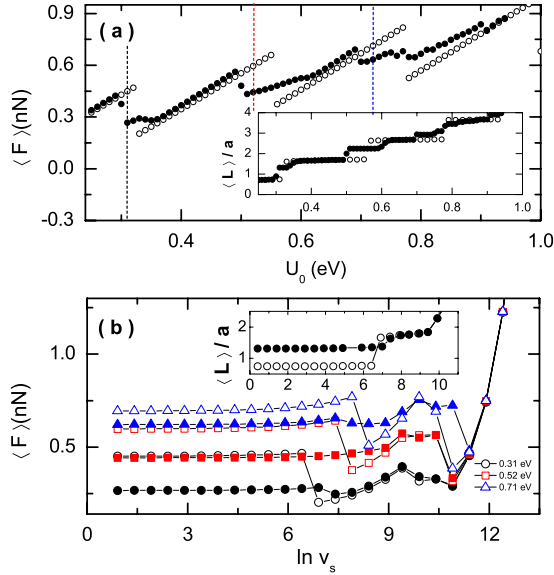 ( a )
⟨ F ⟩(nN)
0.9
0.6
0.3
0.0
-0.3
⟨ L ⟩ / a
4
3
2
1
0
0.4 0.6 0.8 1.0
0.4 0.6 0.8 1.0
U0 (eV)
( b )
⟨ F ⟩(nN)
1.0
0.5
⟨ L ⟩ / a
2
1
0 2 4 6 8 10
0.31 eV
0.52 eV
0.71 eV
0 3 6 9 12
ln vs